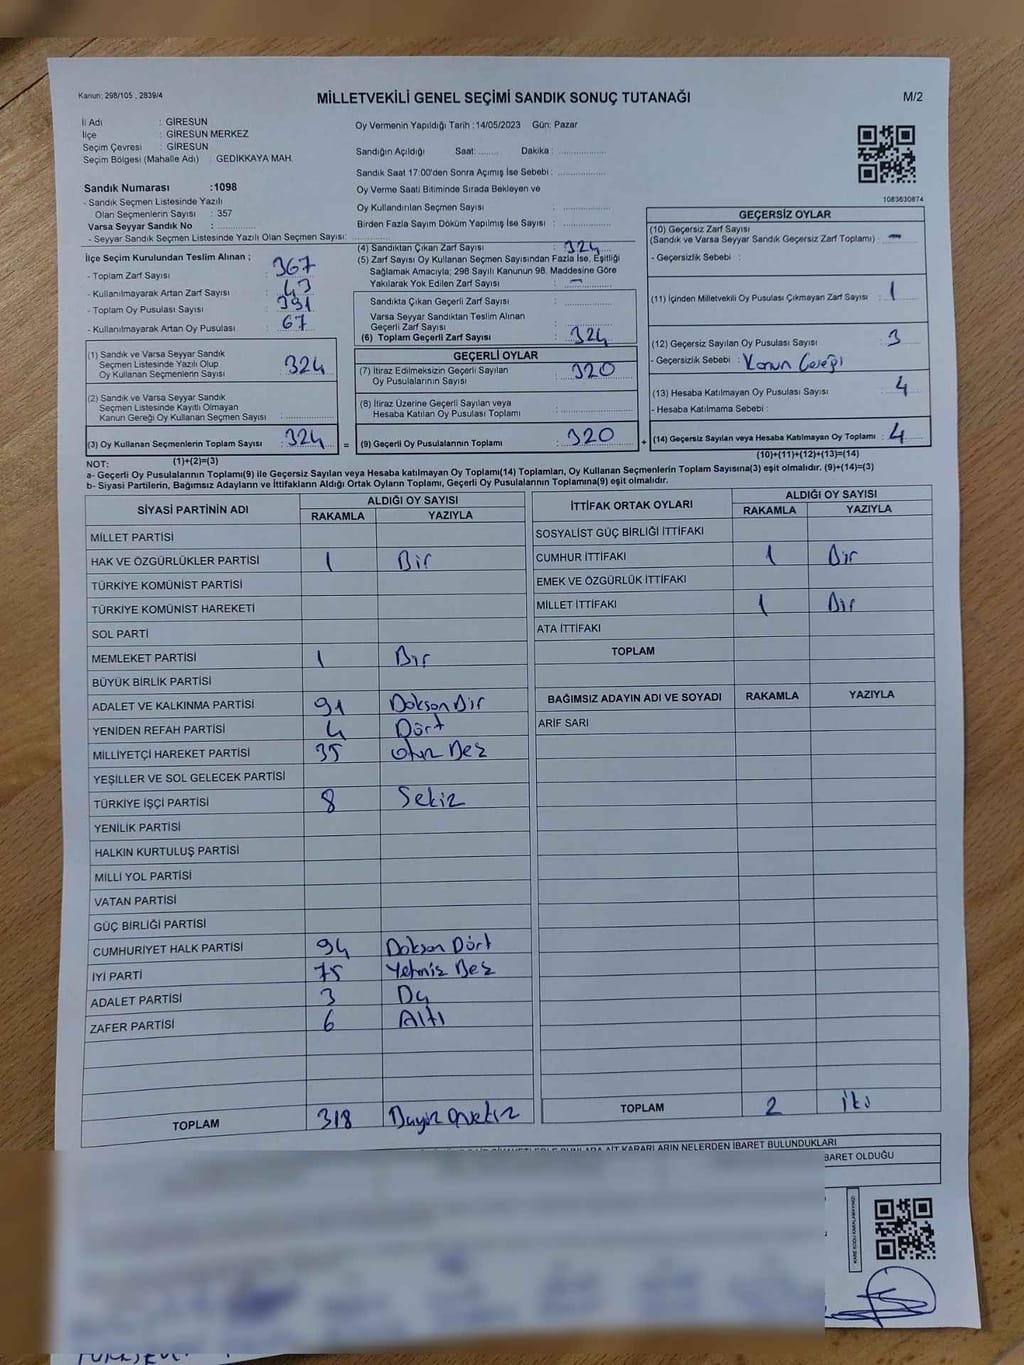 Kanun: 298/105 , 2839/4
MİLLETVEKİLİ GENEL SEÇİMİ SANDIK SONUÇ TUTANAĞI
M/2
İl Adı : GİRESUN
İlçe : GİRESUN MERKEZ
Seçim Çevresi : GİRESUN
Seçim Bölgesi (Mahalle Adı) : GEDİKKAYA MAH.
Oy Vermenin Yapıldığı Tarih :14/05/2023 Gün: Pazar
Sandığın Açıldığı Saat: ........ Dakika : ..................
Sandık Saat 17:00'den Sonra Açılmış İse Sebebi : ..................
Oy Verme Saati Bitiminde Sırada Bekleyen ve
Oy Kullandırılan Seçmen Sayısı : ..................
Birden Fazla Sayım Döküm Yapılmış İse Sayısı : ..................
1083630874
Sandık Numarası :1098
- Sandık Seçmen Listesinde Yazılı
Olan Seçmenlerin Sayısı : 357
Varsa Seyyar Sandık No : ..................
- Seyyar Sandık Seçmen Listesinde Yazılı Olan Seçmen Sayısı: ..................
İlçe Seçim Kurulundan Teslim Alınan ;
- Toplam Zarf Sayısı : 367
- Kullanılmayarak Artan Zarf Sayısı : 43
- Toplam Oy Pusulası Sayısı : 391
- Kullanılmayarak Artan Oy Pusulası : 67
(1) Sandık ve Varsa Seyyar Sandık
Seçmen Listesinde Yazılı Olup
Oy Kullanan Seçmenlerin Sayısı : 324
(2) Sandık ve Varsa Seyyar Sandık
Seçmen Listesinde Kayıtlı Olmayan
Kanun Gereği Oy Kullanan Seçmen Sayısı : ..................
(3) Oy Kullanan Seçmenlerin Toplam Sayısı : 324
(1)+(2)=(3)
(4) Sandıktan Çıkan Zarf Sayısı : 324
(5) Zarf Sayısı Oy Kullanan Seçmen Sayısından Fazla İse, Eşitliği
Sağlamak Amacıyla; 298 Sayılı Kanunun 98. Maddesine Göre
Yakılarak Yok Edilen Zarf Sayısı : -
Sandıkta Çıkan Geçerli Zarf Sayısı : ..................
Varsa Seyyar Sandıktan Teslim Alınan
Geçerli Zarf Sayısı : ..................
(6) Toplam Geçerli Zarf Sayısı : 324
GEÇERLİ OYLAR
(7) İtiraz Edilmeksizin Geçerli Sayılan
Oy Pusulalarının Sayısı : 320
(8) İtiraz Üzerine Geçerli Sayılan veya
Hesaba Katılan Oy Pusulası Toplamı : ..................
= (9) Geçerli Oy Pusulalarının Toplamı : 320 +
GEÇERSİZ OYLAR
(10) Geçersiz Zarf Sayısı
(Sandık ve Varsa Seyyar Sandık Geçersiz Zarf Toplamı) : -
- Geçersizlik Sebebi :
(11) İçinden Milletvekili Oy Pusulası Çıkmayan Zarf Sayısı : 1
(12) Geçersiz Sayılan Oy Pusulası Sayısı : 3
- Geçersizlik Sebebi : Kanun Gereği
(13) Hesaba Katılmayan Oy Pusulası Sayısı : 4
- Hesaba Katılmama Sebebi :
(14) Geçersiz Sayılan veya Hesaba Katılmayan Oy Toplamı : 4
(10)+(11)+(12)+(13)=(14)
NOT:
a- Geçerli Oy Pusulalarının Toplamı(9) ile Geçersiz Sayılan veya Hesaba katılmayan Oy Toplamı(14) Toplamları, Oy Kullanan Seçmenlerin Toplam Sayısına(3) eşit olmalıdır. (9)+(14)=(3)
b- Siyasi Partilerin, Bağımsız Adayların ve İttifakların Aldığı Ortak Oyların Toplamı, Geçerli Oy Pusulalarının Toplamına(9) eşit olmalıdır.
SİYASİ PARTİNİN ADI
ALDIĞI OY SAYISI
RAKAMLA YAZIYLA
MİLLET PARTİSİ
HAK VE ÖZGÜRLÜKLER PARTİSİ 1 Bir
TÜRKİYE KOMÜNİST PARTİSİ
TÜRKİYE KOMÜNİST HAREKETİ
SOL PARTİ
MEMLEKET PARTİSİ 1 Bir
BÜYÜK BİRLİK PARTİSİ
ADALET VE KALKINMA PARTİSİ 91 Doksan Bir
YENİDEN REFAH PARTİSİ 4 Dört
MİLLİYETÇİ HAREKET PARTİSİ 35 Otuz Beş
YEŞİLLER VE SOL GELECEK PARTİSİ
TÜRKİYE İŞÇİ PARTİSİ 8 Sekiz
YENİLİK PARTİSİ
HALKIN KURTULUŞ PARTİSİ
MİLLİ YOL PARTİSİ
VATAN PARTİSİ
GÜÇ BİRLİĞİ PARTİSİ
CUMHURİYET HALK PARTİSİ 94 Doksan Dört
İYİ PARTİ 75 Yetmiş Beş
ADALET PARTİSİ 3 Üç
ZAFER PARTİSİ 6 Altı
TOPLAM 318
İTTİFAK ORTAK OYLARI
ALDIĞI OY SAYISI
RAKAMLA YAZIYLA
SOSYALİST GÜÇ BİRLİĞİ İTTİFAKI
CUMHUR İTTİFAKI 1 Bir
EMEK VE ÖZGÜRLÜK İTTİFAKI
MİLLET İTTİFAKI 1 Bir
ATA İTTİFAKI
TOPLAM
BAĞIMSIZ ADAYIN ADI VE SOYADI RAKAMLA YAZIYLA
ARİF SARI
TOPLAM 2 İki
AİT KARARLARIN NELERDEN İBARET BULUNDUKLARI
İBARET OLDUĞU